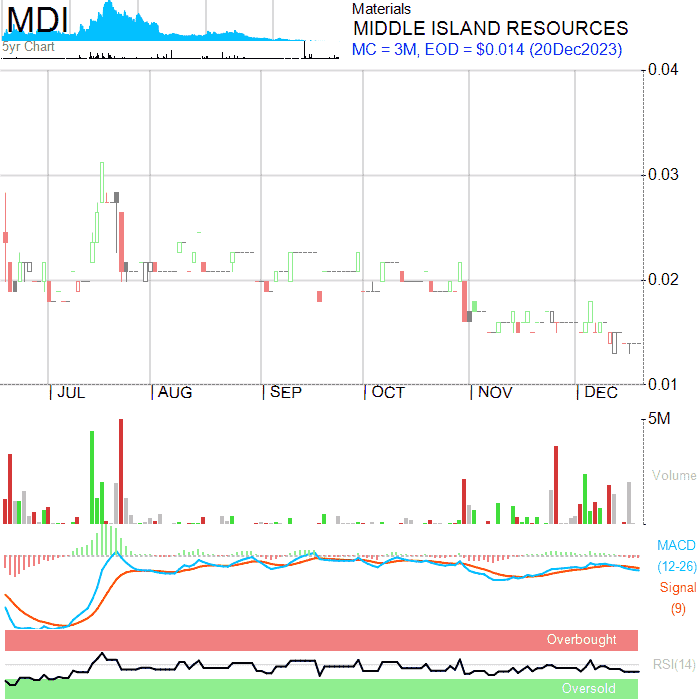 MDI
5yr Chart
Materials
MIDDLE ISLAND RESOURCES
MC = 3M, EOD = $0.014 (20Dec2023)
0.04
0.03
0.02
0.01
JUL AUG SEP OCT NOV DEC
5M
Volume
MACD
(12-26)
Signal
(9)
Overbought
RSI(14)
Oversold